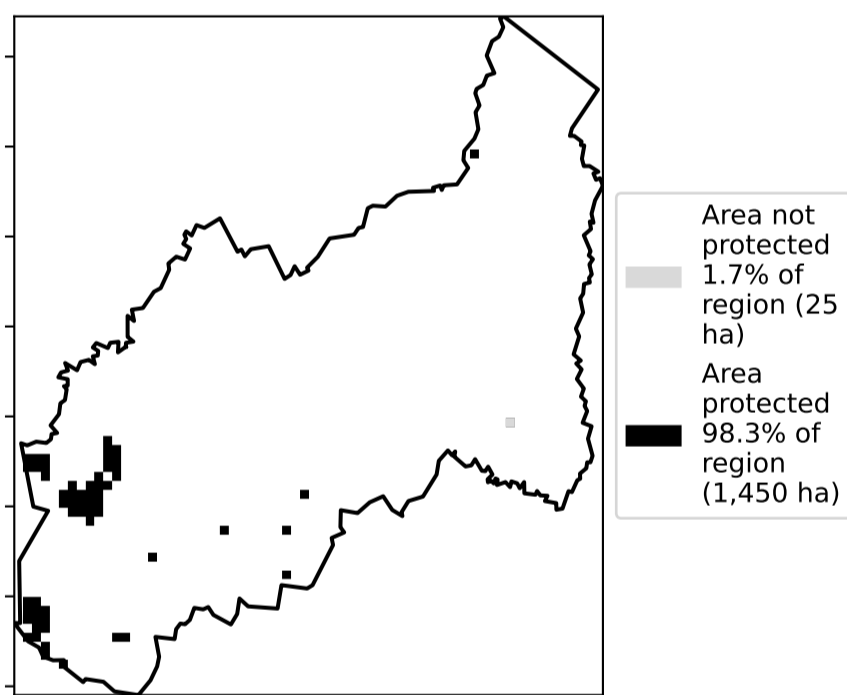 Area not
protected
1.7% of
region (25
ha)
Area
protected
98.3% of
region
(1,450 ha)